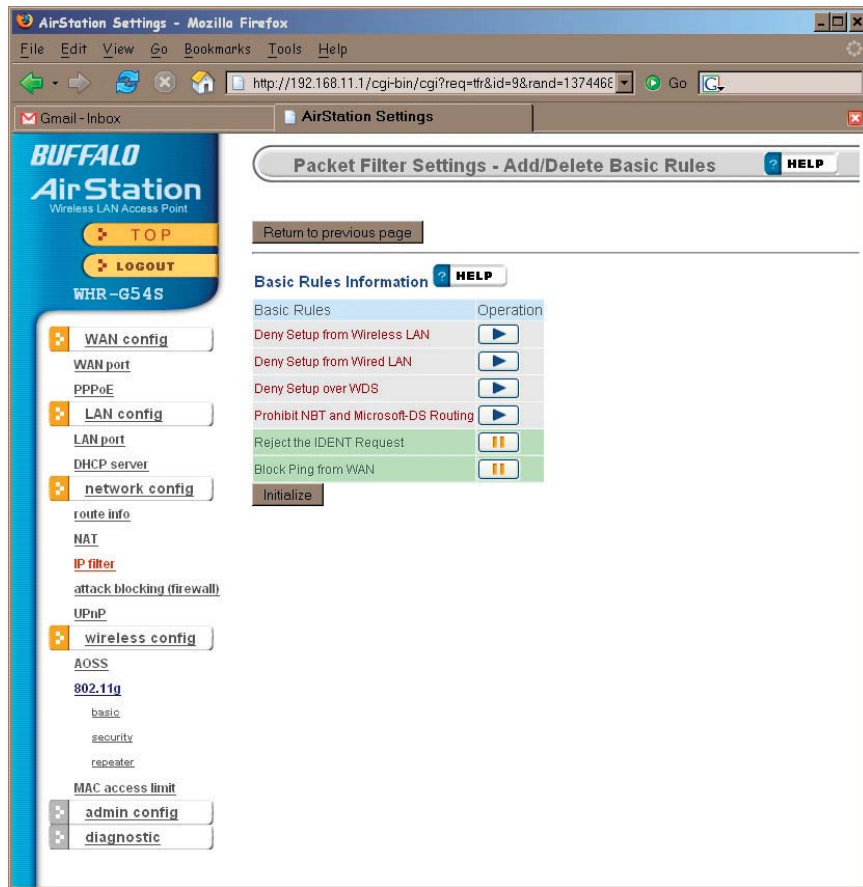 AirStation Settings - Mozilla Firefox
File Edit View Go Bookmarks Tools Help
http://192.168.11.1/cgi-bin/cgi?req=tfr&id=9&rand=1374468 Go G
Gmail - Inbox
AirStation Settings
BUFFALO
AirStation
Wireless LAN Access Point
TOP
LOGOUT
WHR-G54S
WAN config
WAN port
PPPoE
LAN config
LAN port
DHCP server
network config
route info
NAT
IP filter
attack blocking (firewall)
UPnP
wireless config
AOSS
802.11g
basic
security
repeater
MAC access limit
admin config
diagnostic
Packet Filter Settings - Add/Delete Basic Rules ? HELP
Return to previous page
Basic Rules Information ? HELP
Basic Rules Operation
Deny Setup from Wireless LAN
Deny Setup from Wired LAN
Deny Setup over WDS
Prohibit NBT and Microsoft-DS Routing
Reject the IDENT Request
Block Ping from WAN
Initialize